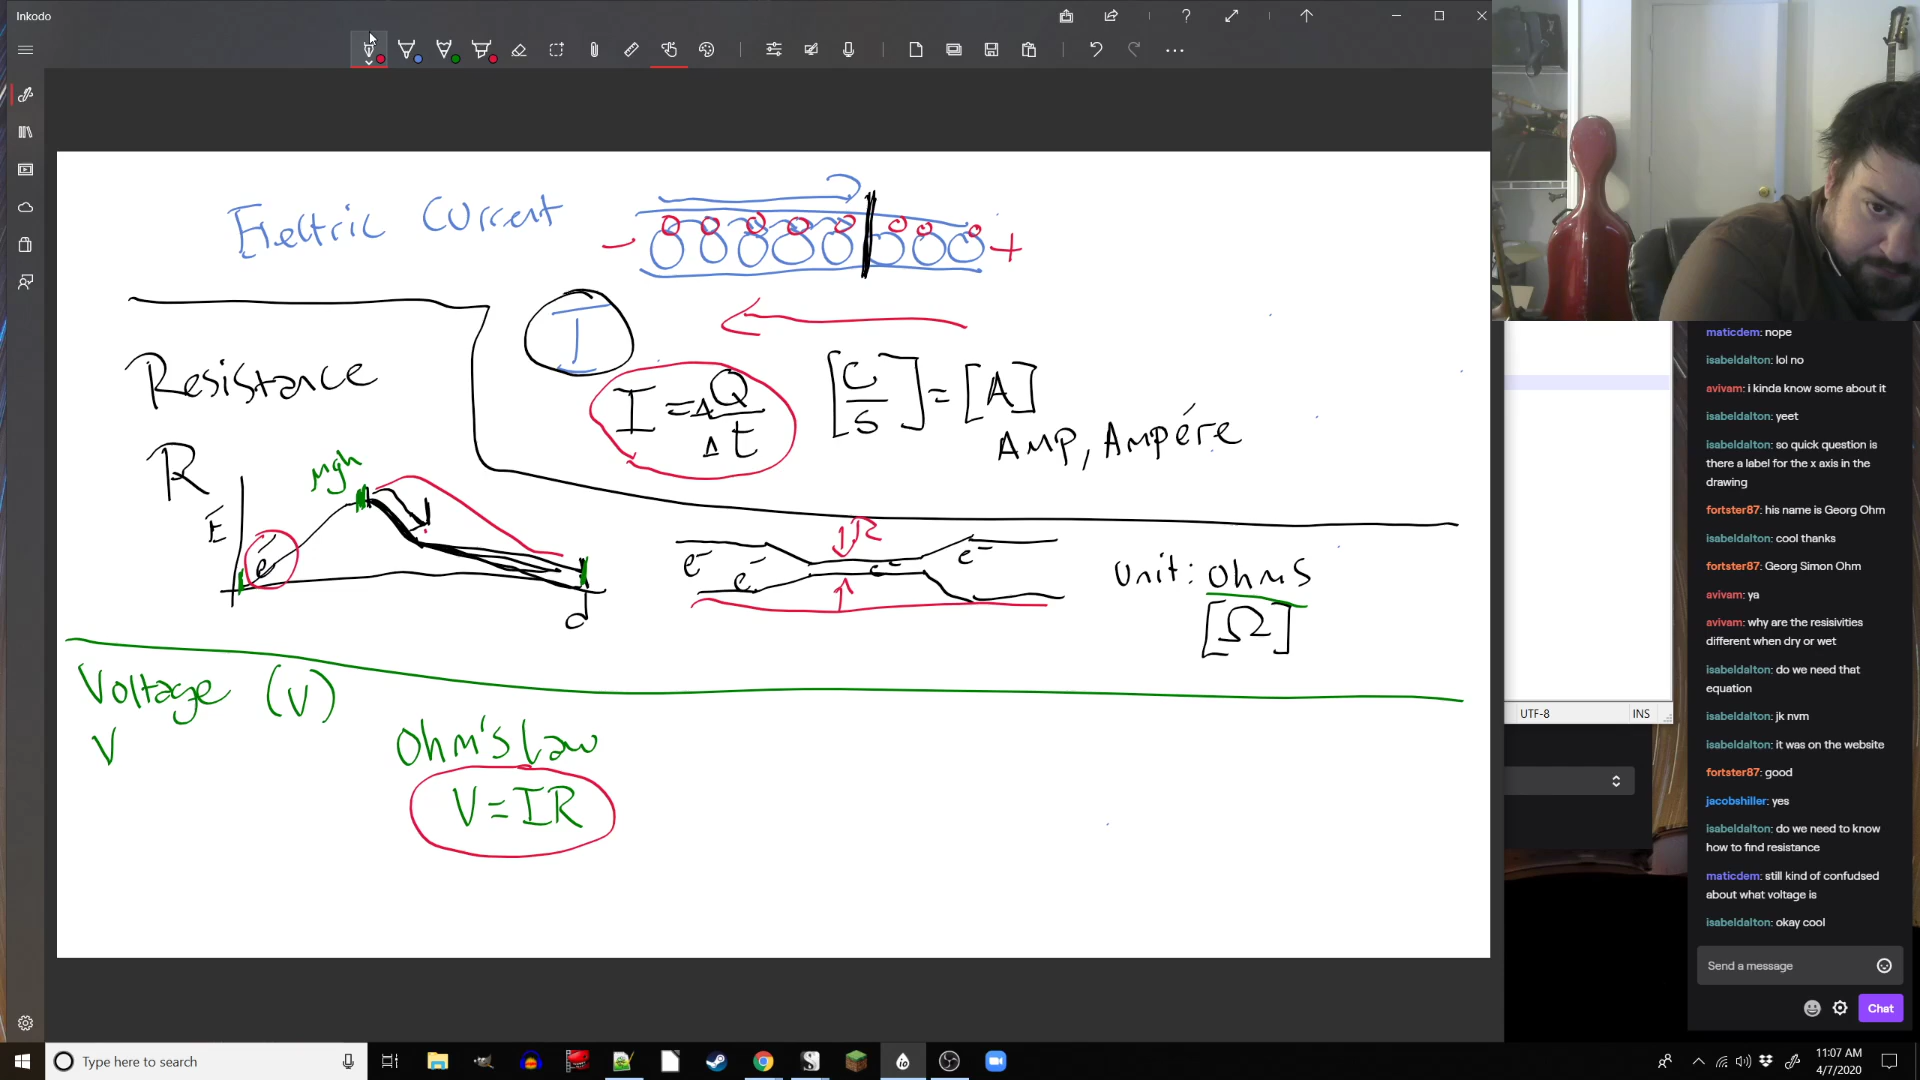 Inkodo
Electric Current
-
+
I
Resistance
I = ΔQ/Δt
[C/s] = [A]
Amp, Ampére
R
mgh
E
e-
d
e-
e-
e-
e-
R
Unit: Ohms
[Ω]
Voltage (V)
V
Ohm's Law
V=IR
UTF-8
INS
maticdem: nope
isabeldalton: lol no
avivam: i kinda know some about it
isabeldalton: yeet
isabeldalton: so quick question is
there a label for the x axis in the
drawing
fortster87: his name is Georg Ohm
isabeldalton: cool thanks
fortster87: Georg Simon Ohm
avivam: ya
avivam: why are the resisivities
different when dry or wet
isabeldalton: do we need that
equation
isabeldalton: jk nvm
isabeldalton: it was on the website
fortster87: good
jacobshiller: yes
isabeldalton: do we need to know
how to find resistance
maticdem: still kind of confudsed
about what voltage is
isabeldalton: okay cool
Send a message
Chat
Type here to search
11:07 AM
4/7/2020